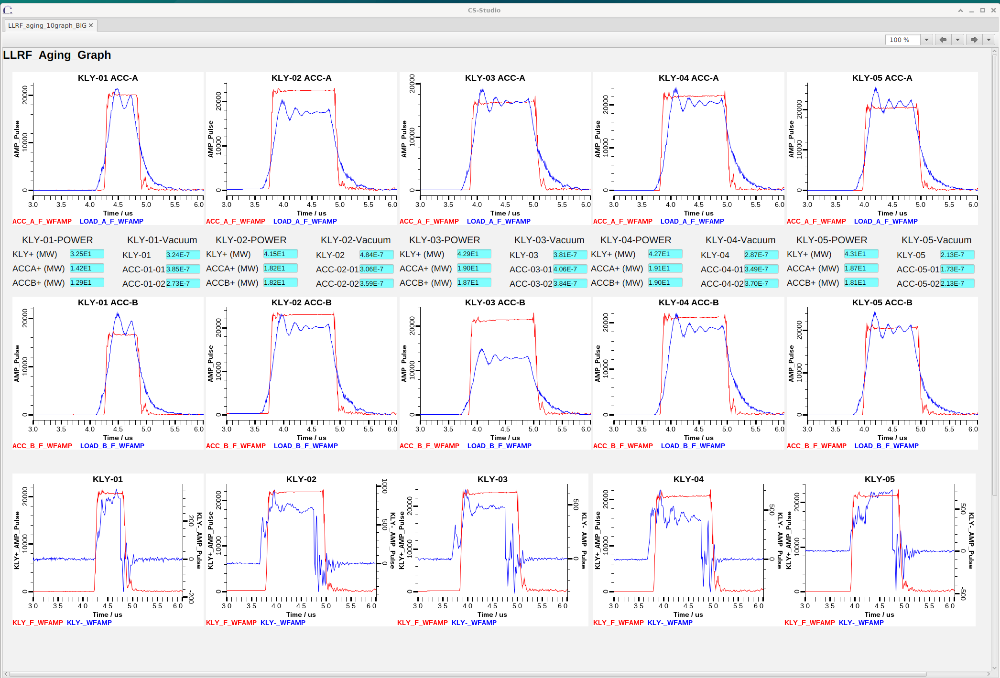 CS-Studio
LLRF_aging_10graph_BIG
100 %
LLRF_Aging_Graph
KLY-01 ACC-A
AMP_Pulse
0 10000 20000
3.0 3.5 4.0 4.5 5.0 5.5 6.0
Time / us
ACC_A_F_WFAMP LOAD_A_F_WFAMP
KLY-02 ACC-A
AMP_Pulse
0 10000 20000
3.0 3.5 4.0 4.5 5.0 5.5 6.0
Time / us
ACC_A_F_WFAMP LOAD_A_F_WFAMP
KLY-03 ACC-A
AMP_Pulse
0 10000 20000
3.0 3.5 4.0 4.5 5.0 5.5 6.0
Time / us
ACC_A_F_WFAMP LOAD_A_F_WFAMP
KLY-04 ACC-A
AMP_Pulse
0 10000 20000
3.0 3.5 4.0 4.5 5.0 5.5 6.0
Time / us
ACC_A_F_WFAMP LOAD_A_F_WFAMP
KLY-05 ACC-A
AMP_Pulse
0 10000 20000
3.0 3.5 4.0 4.5 5.0 5.5 6.0
Time / us
ACC_A_F_WFAMP LOAD_A_F_WFAMP
KLY-01-POWER
KLY+ (MW) 3.25E1
ACCA+ (MW) 1.42E1
ACCB+ (MW) 1.29E1
KLY-01-Vacuum
KLY-01 3.24E-7
ACC-01-01 3.85E-7
ACC-01-02 2.73E-7
KLY-02-POWER
KLY+ (MW) 4.15E1
ACCA+ (MW) 1.82E1
ACCB+ (MW) 1.82E1
KLY-02-Vacuum
KLY-02 4.84E-7
ACC-02-01 3.06E-7
ACC-02-02 3.59E-7
KLY-03-POWER
KLY+ (MW) 4.29E1
ACCA+ (MW) 1.90E1
ACCB+ (MW) 1.87E1
KLY-03-Vacuum
KLY-03 3.81E-7
ACC-03-01 4.06E-7
ACC-03-02 3.84E-7
KLY-04-POWER
KLY+ (MW) 4.27E1
ACCA+ (MW) 1.91E1
ACCB+ (MW) 1.90E1
KLY-04-Vacuum
KLY-04 2.87E-7
ACC-04-01 3.49E-7
ACC-04-02 3.70E-7
KLY-05-POWER
KLY+ (MW) 4.31E1
ACCA+ (MW) 1.87E1
ACCB+ (MW) 1.81E1
KLY-05-Vacuum
KLY-05 2.13E-7
ACC-05-01 1.73E-7
ACC-05-02 2.13E-7
KLY-01 ACC-B
AMP_Pulse
0 10000 20000
3.0 3.5 4.0 4.5 5.0 5.5 6.0
Time / us
ACC_B_F_WFAMP LOAD_B_F_WFAMP
KLY-02 ACC-B
AMP_Pulse
0 10000 20000
3.0 3.5 4.0 4.5 5.0 5.5 6.0
Time / us
ACC_B_F_WFAMP LOAD_B_F_WFAMP
KLY-03 ACC-B
AMP_Pulse
0 10000 20000
3.0 3.5 4.0 4.5 5.0 5.5 6.0
Time / us
ACC_B_F_WFAMP LOAD_B_F_WFAMP
KLY-04 ACC-B
AMP_Pulse
0 10000 20000
3.0 3.5 4.0 4.5 5.0 5.5 6.0
Time / us
ACC_B_F_WFAMP LOAD_B_F_WFAMP
KLY-05 ACC-B
AMP_Pulse
0 10000 20000
3.0 3.5 4.0 4.5 5.0 5.5 6.0
Time / us
ACC_B_F_WFAMP LOAD_B_F_WFAMP
KLY-01
KLY+_AMP_Pulse
0 10000 20000
3.0 3.5 4.0 4.5 5.0 5.5 6.0
Time / us
-200 0 200
KLY-_AMP_Pulse
KLY_F_WFAMP KLY-_WFAMP
KLY-02
KLY+_AMP_Pulse
0 10000 20000
3.0 3.5 4.0 4.5 5.0 5.5 6.0
Time / us
0 500 1000
KLY-_AMP_Pulse
KLY_F_WFAMP KLY-_WFAMP
KLY-03
KLY+_AMP_Pulse
0 10000 20000
3.0 3.5 4.0 4.5 5.0 5.5 6.0
Time / us
0 500
KLY-_AMP_Pulse
KLY_F_WFAMP KLY-_WFAMP
KLY-04
KLY+_AMP_Pulse
0 10000 20000
3.0 3.5 4.0 4.5 5.0 5.5 6.0
Time / us
0 500
KLY-_AMP_Pulse
KLY_F_WFAMP KLY-_WFAMP
KLY-05
KLY+_AMP_Pulse
0 10000 20000
3.0 3.5 4.0 4.5 5.0 5.5 6.0
Time / us
-500 0 500
KLY-_AMP_Pulse
KLY_F_WFAMP KLY-_WFAMP